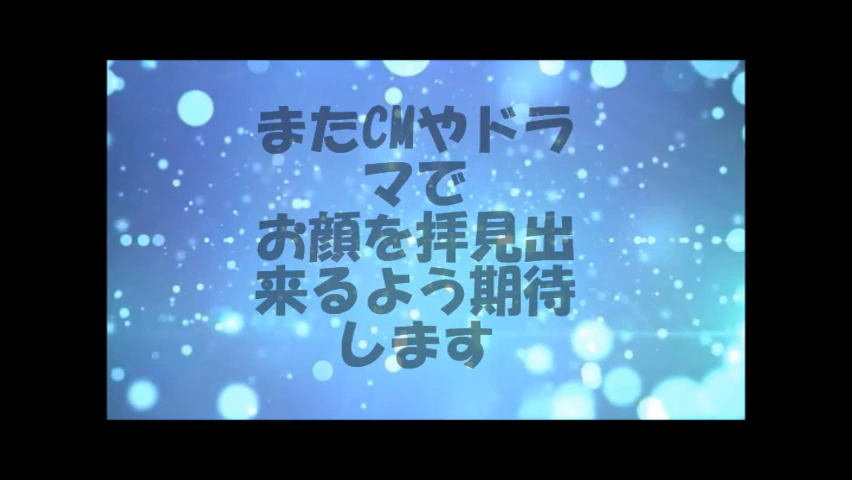 またCMやドラ
マで
お顔を拝見出
来るよう期待
します